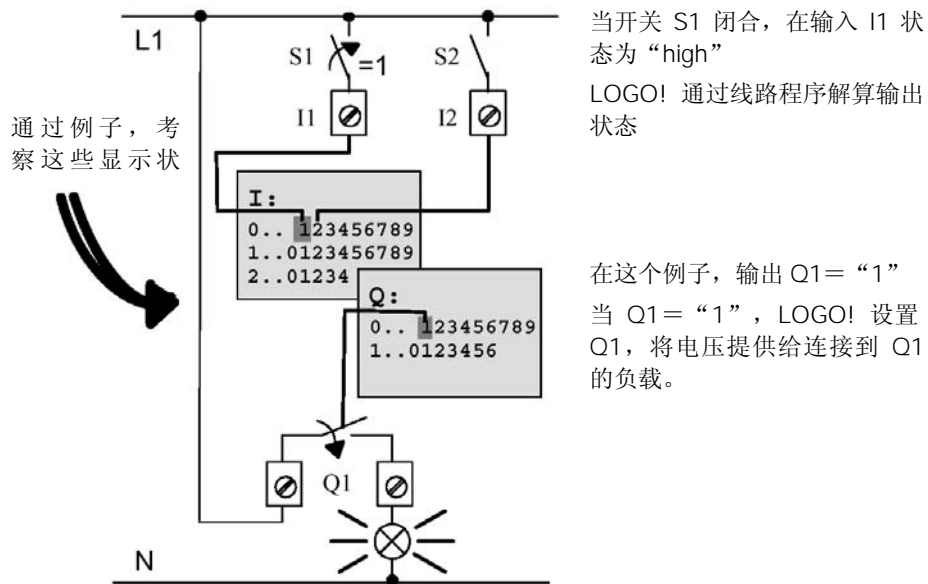 L1
S1
=1
S2
I1
I2
通过例子，考
察这些显示状
I:
0.. 123456789
1..0123456789
2..01234
Q:
0.. 123456789
1..0123456
Q1
N
当开关 S1 闭合，在输入 I1 状
态为“high”
LOGO! 通过线路程序解算输出
状态
在这个例子，输出 Q1＝“1”
当 Q1＝“1”，LOGO! 设置
Q1，将电压提供给连接到 Q1
的负载。